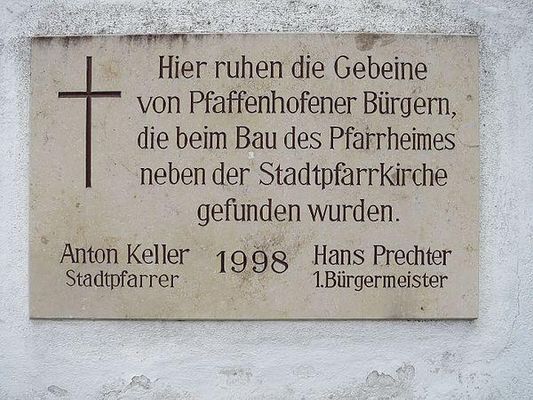 Hier ruhen die Gebeine
von Pfaffenhofener Bürgern,
die beim Bau des Pfarrheimes
neben der Stadtpfarrkirche
gefunden wurden.
Anton Keller 1998 Hans Prechter
Stadtpfarrer 1.Bürgermeister